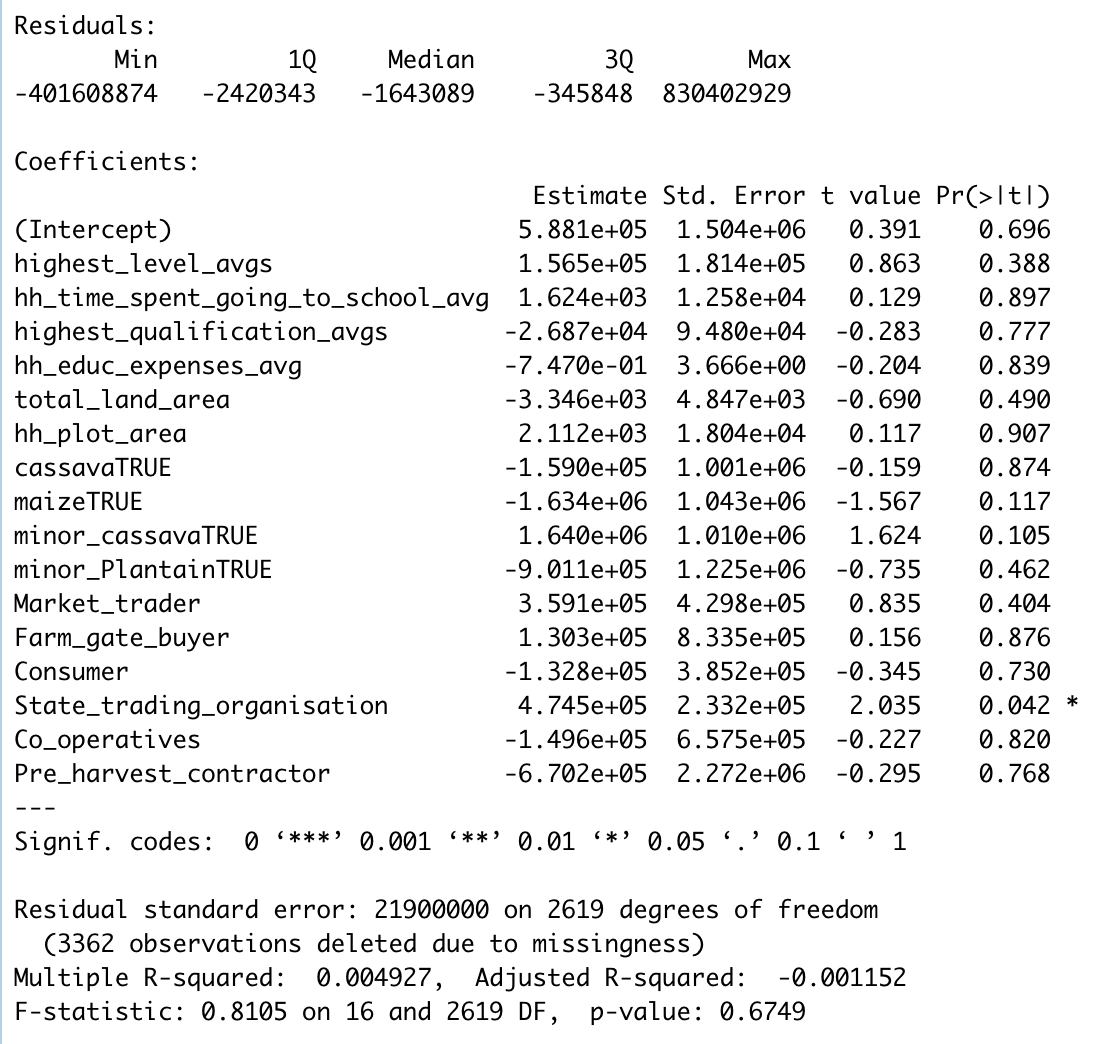 Residuals:
       Min         1Q     Median         3Q        Max
-401608874   -2420343   -1643089    -345848  830402929

Coefficients:
                                  Estimate Std. Error t value Pr(>|t|)
(Intercept)                      5.881e+05  1.504e+06   0.391    0.696
highest_level_avgs               1.565e+05  1.814e+05   0.863    0.388
hh_time_spent_going_to_school_avg  1.624e+03  1.258e+04   0.129    0.897
highest_qualification_avgs      -2.687e+04  9.480e+04  -0.283    0.777
hh_educ_expenses_avg            -7.470e-01  3.666e+00  -0.204    0.839
total_land_area                 -3.346e+03  4.847e+03  -0.690    0.490
hh_plot_area                     2.112e+03  1.804e+04   0.117    0.907
cassavaTRUE                     -1.590e+05  1.001e+06  -0.159    0.874
maizeTRUE                       -1.634e+06  1.043e+06  -1.567    0.117
minor_cassavaTRUE                1.640e+06  1.010e+06   1.624    0.105
minor_PlantainTRUE              -9.011e+05  1.225e+06  -0.735    0.462
Market_trader                    3.591e+05  4.298e+05   0.835    0.404
Farm_gate_buyer                  1.303e+05  8.335e+05   0.156    0.876
Consumer                        -1.328e+05  3.852e+05  -0.345    0.730
State_trading_organisation       4.745e+05  2.332e+05   2.035    0.042 *
Co_operatives                   -1.496e+05  6.575e+05  -0.227    0.820
Pre_harvest_contractor          -6.702e+05  2.272e+06  -0.295    0.768
---
Signif. codes:  0 ‘***’ 0.001 ‘**’ 0.01 ‘*’ 0.05 ‘.’ 0.1 ‘ ’ 1

Residual standard error: 21900000 on 2619 degrees of freedom
  (3362 observations deleted due to missingness)
Multiple R-squared:  0.004927,  Adjusted R-squared:  -0.001152
F-statistic: 0.8105 on 16 and 2619 DF,  p-value: 0.6749